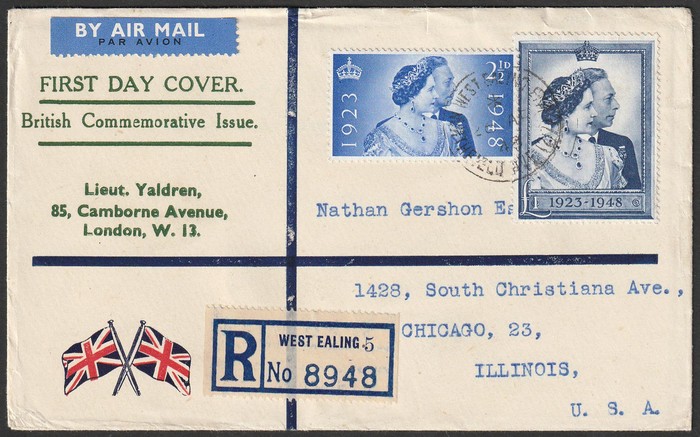 BY AIR MAIL
PAR AVION
FIRST DAY COVER.
British Commemorative Issue.
Lieut. Yaldren,
85, Camborne Avenue,
London, W. 13.
1923
2½D
1948
WEST EALING
£1
1923-1948
Nathan Gershon
1428, South Christiana Ave.,
CHICAGO, 23,
ILLINOIS,
U. S. A.
R
WEST EALING 5
No 8948